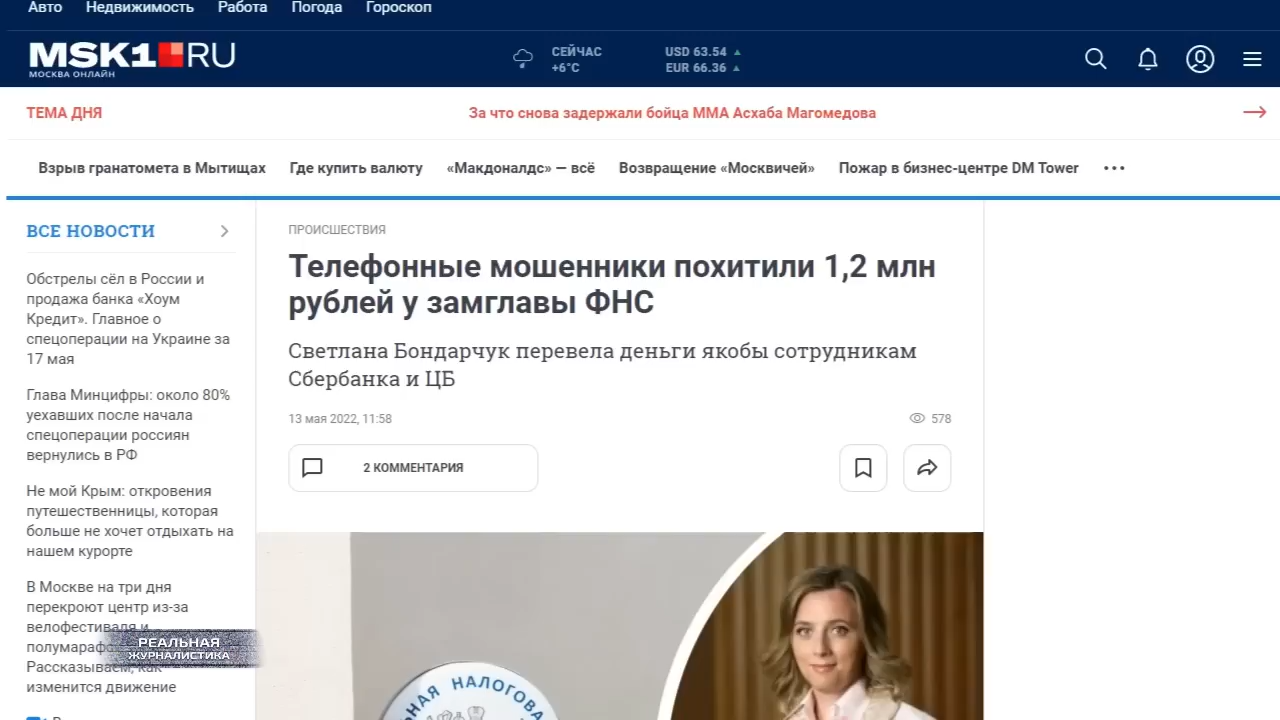 Авто Недвижимость Работа Погода Гороскоп
MSK1 RU
МОСКВА ОНЛАЙН
СЕЙЧАС
+6°C
USD 63.54
EUR 66.36
ТЕМА ДНЯ
За что снова задержали бойца ММА Асхаба Магомедова
Взрыв гранатомета в Мытищах Где купить валюту «Макдоналдс» — всё Возвращение «Москвичей» Пожар в бизнес-центре DM Tower
ВСЕ НОВОСТИ
Обстрелы сёл в России и
продажа банка «Хоум
Кредит». Главное о
спецоперации на Украине за
17 мая
Глава Минцифры: около 80%
уехавших после начала
спецоперации россиян
вернулись в РФ
Не мой Крым: откровения
путешественницы, которая
больше не хочет отдыхать на
нашем курорте
В Москве на три дня
перекроют центр из-за
велофестиваля и
Рассказываем, как
изменится движение
РЕАЛЬНАЯ
ЖУРНАЛИСТИКА
ПРОИСШЕСТВИЯ
Телефонные мошенники похитили 1,2 млн
рублей у замглавы ФНС
Светлана Бондарчук перевела деньги якобы сотрудникам
Сбербанка и ЦБ
13 мая 2022, 11:58
578
2 КОММЕНТАРИЯ